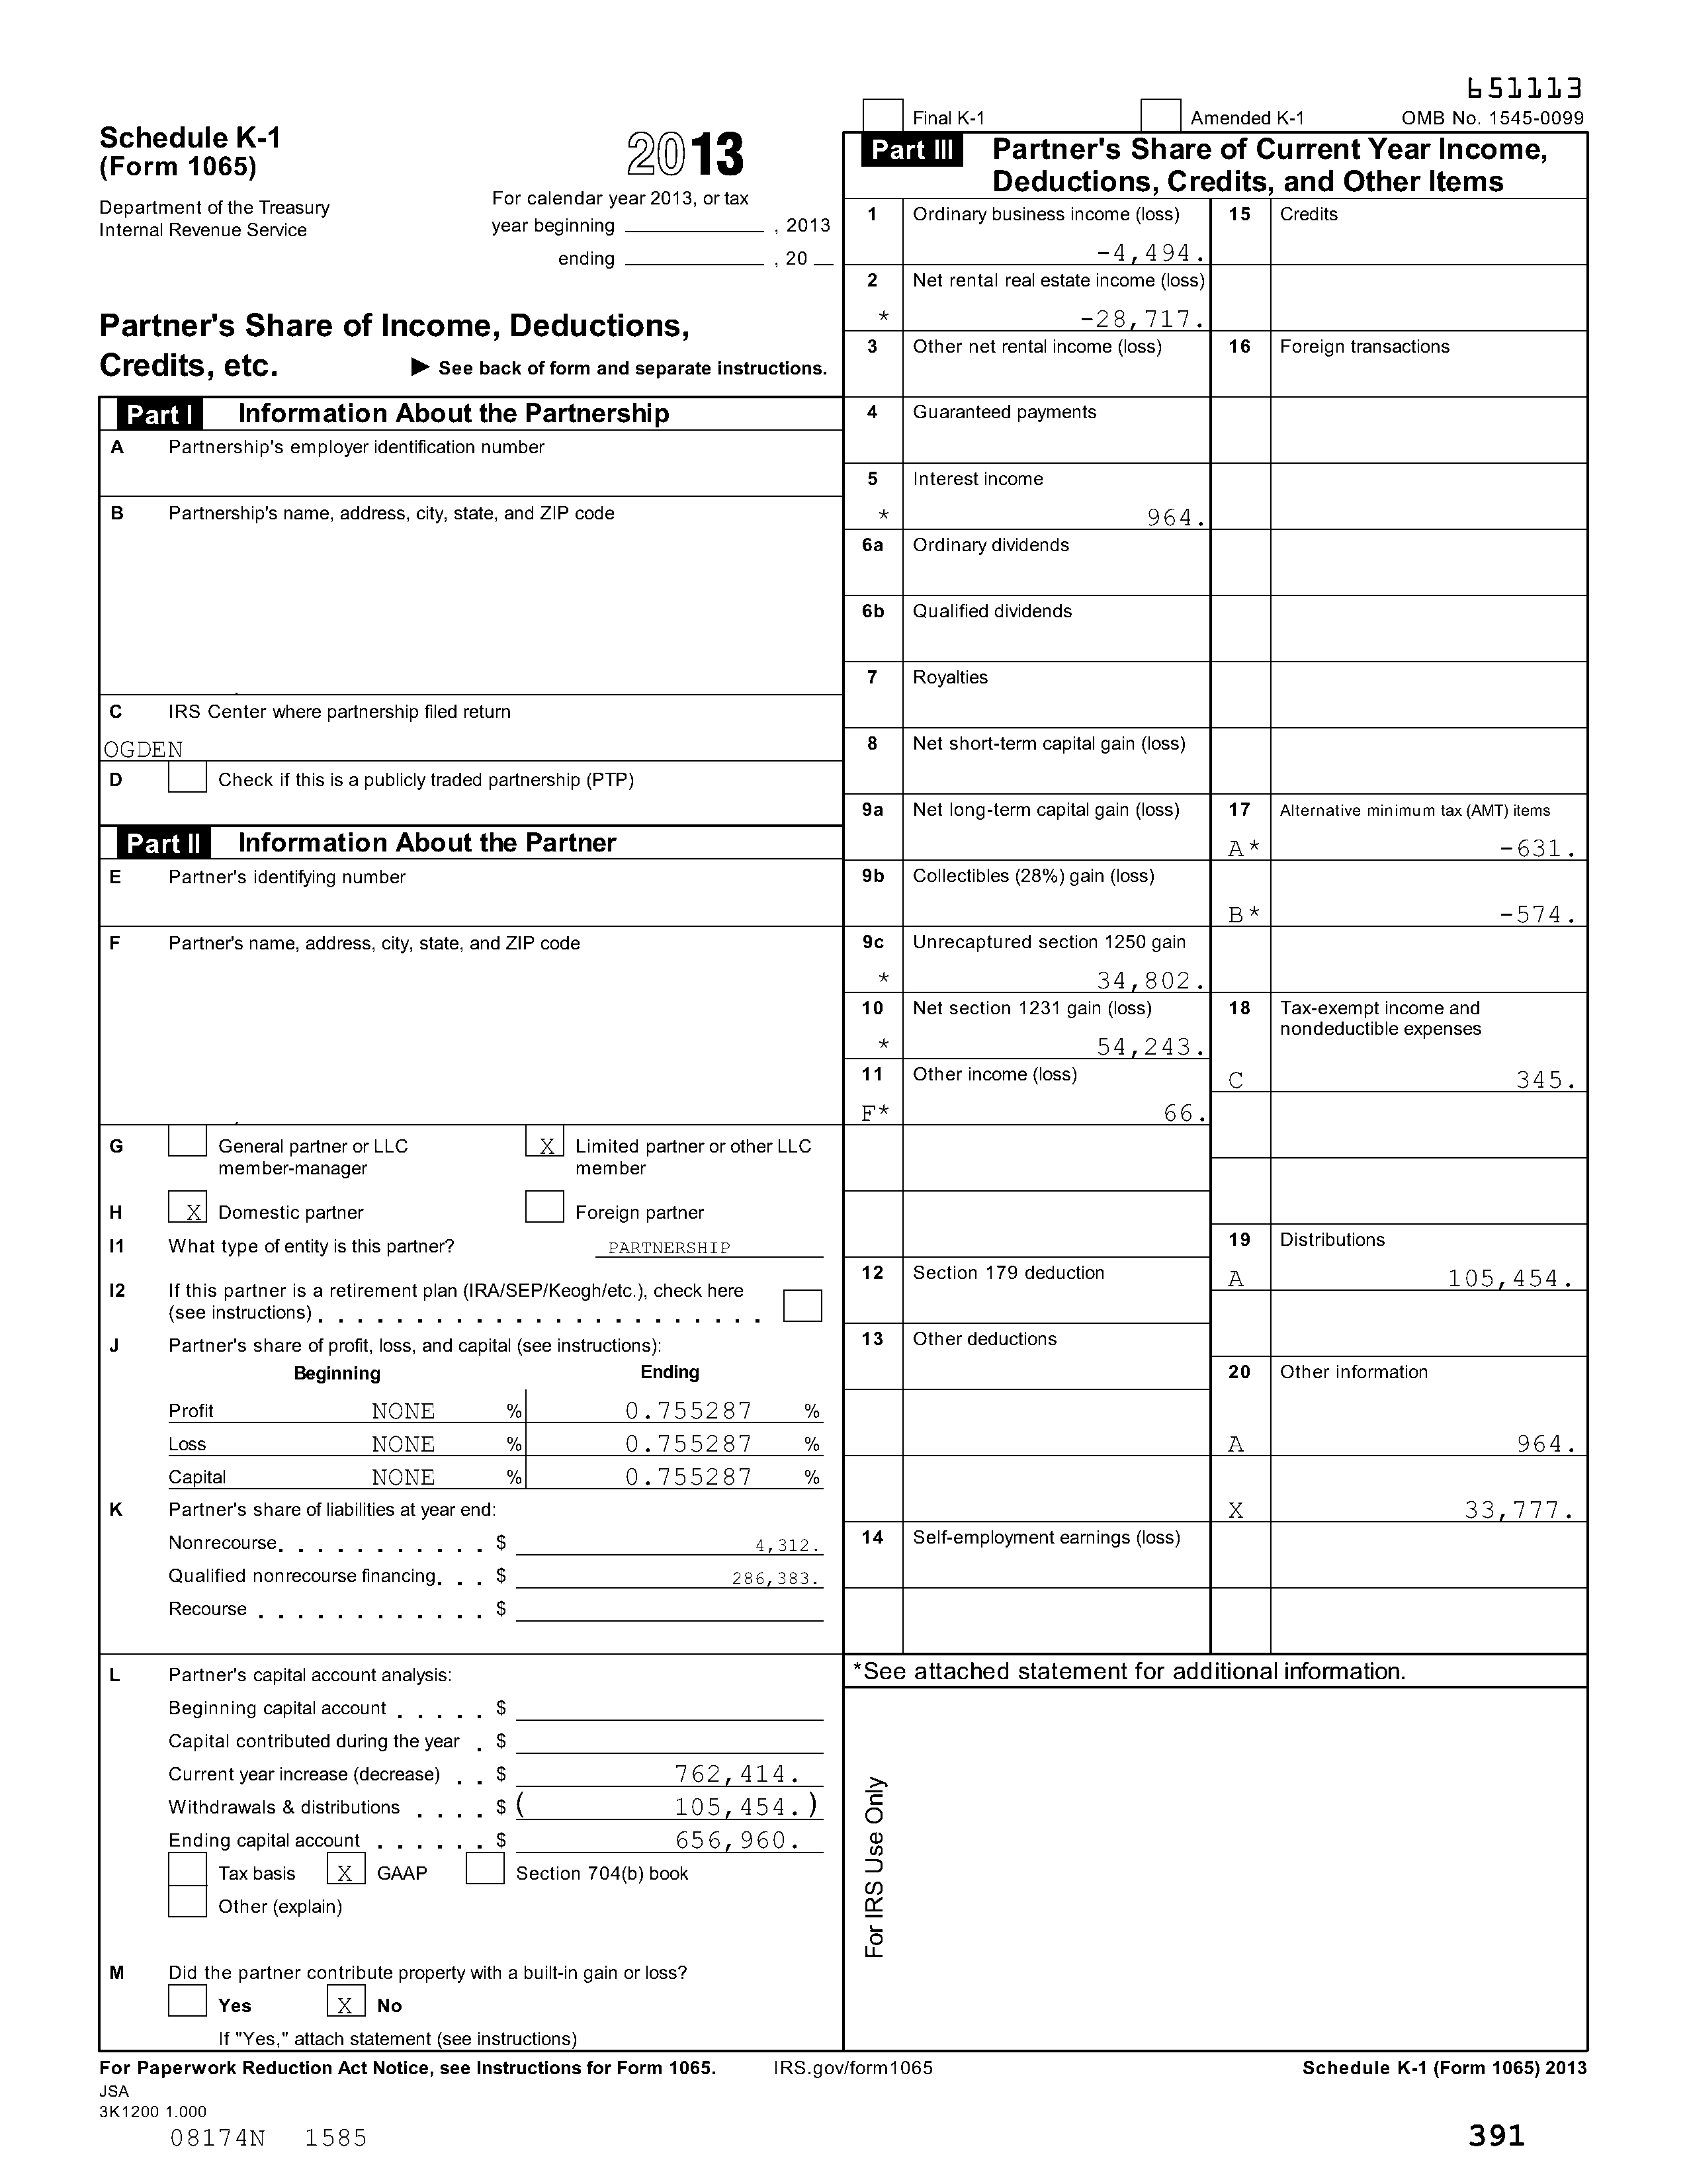 651113
Final K-1
Amended K-1
OMB No. 1545-0099
Schedule K-1
(Form 1065)
2013
Department of the Treasury
Internal Revenue Service
For calendar year 2013, or tax
year beginning ____________ , 2013
ending ____________ , 20 __
Partner's Share of Income, Deductions,
Credits, etc. ▶ See back of form and separate instructions.
Part I Information About the Partnership
A Partnership's employer identification number
B Partnership's name, address, city, state, and ZIP code
C IRS Center where partnership filed return
OGDEN
D Check if this is a publicly traded partnership (PTP)
Part II Information About the Partner
E Partner's identifying number
F Partner's name, address, city, state, and ZIP code
G General partner or LLC
member-manager
X Limited partner or other LLC
member
H X Domestic partner
Foreign partner
I1 What type of entity is this partner? PARTNERSHIP
I2 If this partner is a retirement plan (IRA/SEP/Keogh/etc.), check here
(see instructions) . . . . . . . . . . . . . . . . . . . . . . .
J Partner's share of profit, loss, and capital (see instructions):
Beginning Ending
Profit NONE % 0.755287 %
Loss NONE % 0.755287 %
Capital NONE % 0.755287 %
K Partner's share of liabilities at year end:
Nonrecourse. . . . . . . . . . . $ 4,312.
Qualified nonrecourse financing. . . $ 286,383.
Recourse . . . . . . . . . . . . $
L Partner's capital account analysis:
Beginning capital account . . . . . $
Capital contributed during the year . $
Current year increase (decrease) . . $ 762,414.
Withdrawals & distributions . . . . $ ( 105,454. )
Ending capital account . . . . . . $ 656,960.
Tax basis X GAAP Section 704(b) book
Other (explain)
M Did the partner contribute property with a built-in gain or loss?
Yes X No
If "Yes," attach statement (see instructions)
Part III Partner's Share of Current Year Income,
Deductions, Credits, and Other Items
1 Ordinary business income (loss)
-4,494.
2 Net rental real estate income (loss)
* -28,717.
3 Other net rental income (loss)
4 Guaranteed payments
5 Interest income
* 964.
6a Ordinary dividends
6b Qualified dividends
7 Royalties
8 Net short-term capital gain (loss)
9a Net long-term capital gain (loss)
9b Collectibles (28%) gain (loss)
9c Unrecaptured section 1250 gain
* 34,802.
10 Net section 1231 gain (loss)
* 54,243.
11 Other income (loss)
F* 66.
12 Section 179 deduction
13 Other deductions
14 Self-employment earnings (loss)
15 Credits
16 Foreign transactions
17 Alternative minimum tax (AMT) items
A* -631.
B* -574.
18 Tax-exempt income and
nondeductible expenses
C 345.
19 Distributions
A 105,454.
20 Other information
A 964.
X 33,777.
*See attached statement for additional information.
For IRS Use Only
For Paperwork Reduction Act Notice, see Instructions for Form 1065. IRS.gov/form1065 Schedule K-1 (Form 1065) 2013
JSA
3K1200 1.000
08174N 1585
391